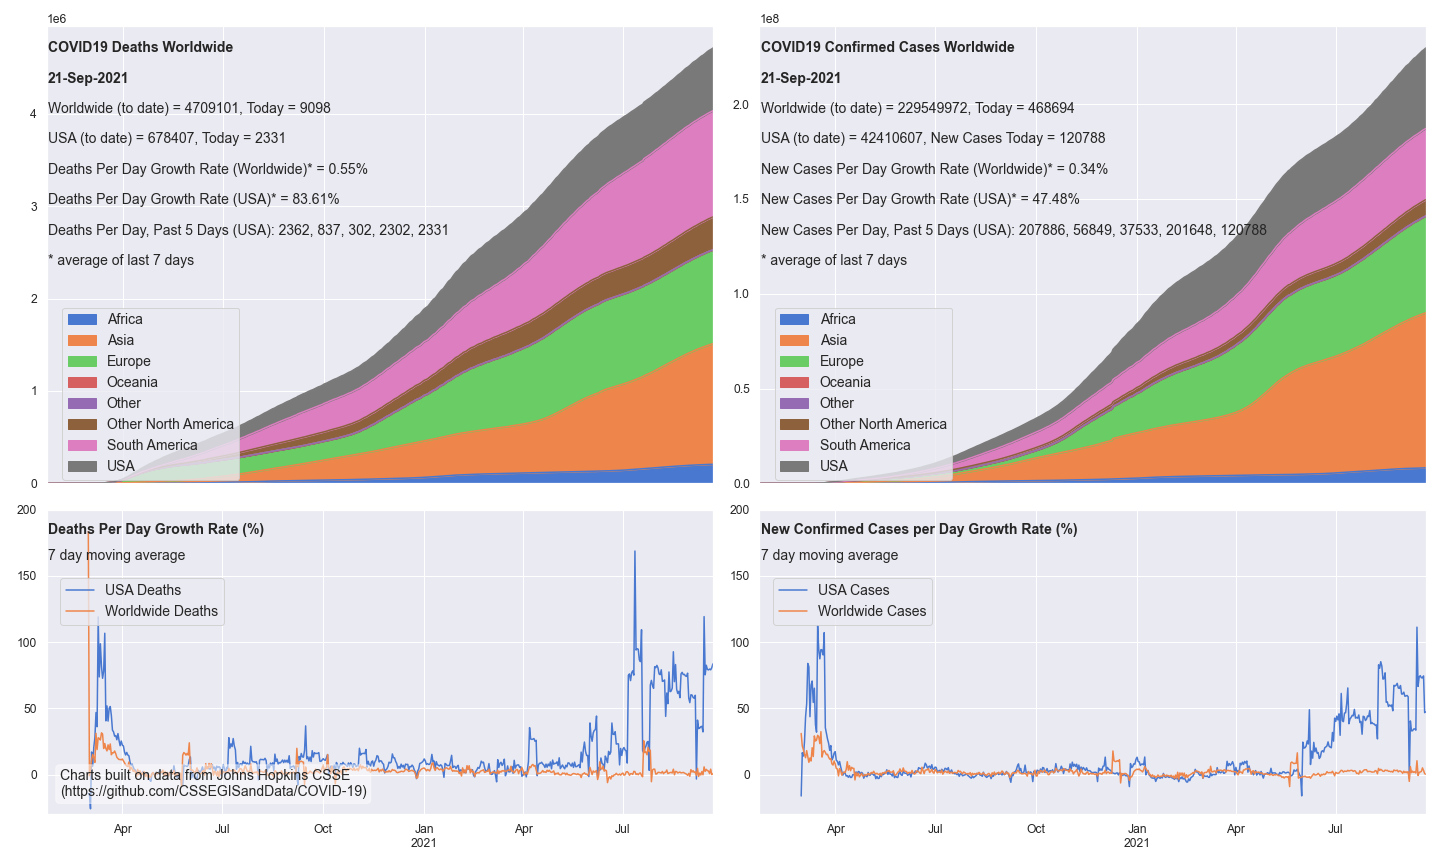 1e6
COVID19 Deaths Worldwide
21-Sep-2021
Worldwide (to date) = 4709101, Today = 9098
USA (to date) = 678407, Today = 2331
Deaths Per Day Growth Rate (Worldwide)* = 0.55%
Deaths Per Day Growth Rate (USA)* = 83.61%
Deaths Per Day, Past 5 Days (USA): 2362, 837, 302, 2302, 2331
* average of last 7 days
4
3
2
1
0
Africa
Asia
Europe
Oceania
Other
Other North America
South America
USA
1e8
COVID19 Confirmed Cases Worldwide
21-Sep-2021
Worldwide (to date) = 229549972, Today = 468694
USA (to date) = 42410607, New Cases Today = 120788
New Cases Per Day Growth Rate (Worldwide)* = 0.34%
New Cases Per Day Growth Rate (USA)* = 47.48%
New Cases Per Day, Past 5 Days (USA): 207886, 56849, 37533, 201648, 120788
* average of last 7 days
2.0
1.5
1.0
0.5
0.0
Africa
Asia
Europe
Oceania
Other
Other North America
South America
USA
Deaths Per Day Growth Rate (%)
7 day moving average
USA Deaths
Worldwide Deaths
200
150
100
50
0
Charts built on data from Johns Hopkins CSSE
(https://github.com/CSSEGISandData/COVID-19)
Apr Jul Oct Jan Apr Jul
2021
New Confirmed Cases per Day Growth Rate (%)
7 day moving average
USA Cases
Worldwide Cases
200
150
100
50
0
Apr Jul Oct Jan Apr Jul
2021